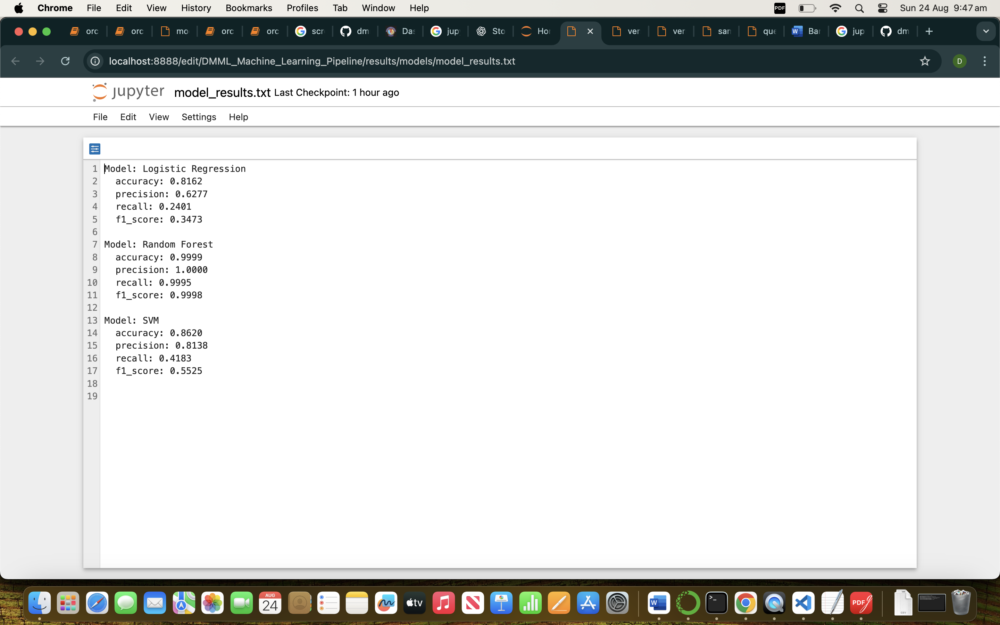 Chrome File Edit View History Bookmarks Profiles Tab Window Help PDF Sun 24 Aug 9:47 am
orc orc mo orc orc scr dm Das jup Sto Hor ver ver san que Bar jup dm
localhost:8888/edit/DMML_Machine_Learning_Pipeline/results/models/model_results.txt D
jupyter model_results.txt Last Checkpoint: 1 hour ago
File Edit View Settings Help
1 Model: Logistic Regression
2 accuracy: 0.8162
3 precision: 0.6277
4 recall: 0.2401
5 f1_score: 0.3473
6
7 Model: Random Forest
8 accuracy: 0.9999
9 precision: 1.0000
10 recall: 0.9995
11 f1_score: 0.9998
12
13 Model: SVM
14 accuracy: 0.8620
15 precision: 0.8138
16 recall: 0.4183
17 f1_score: 0.5525
18
19
AUG
24
tv
W
PDF
CSV